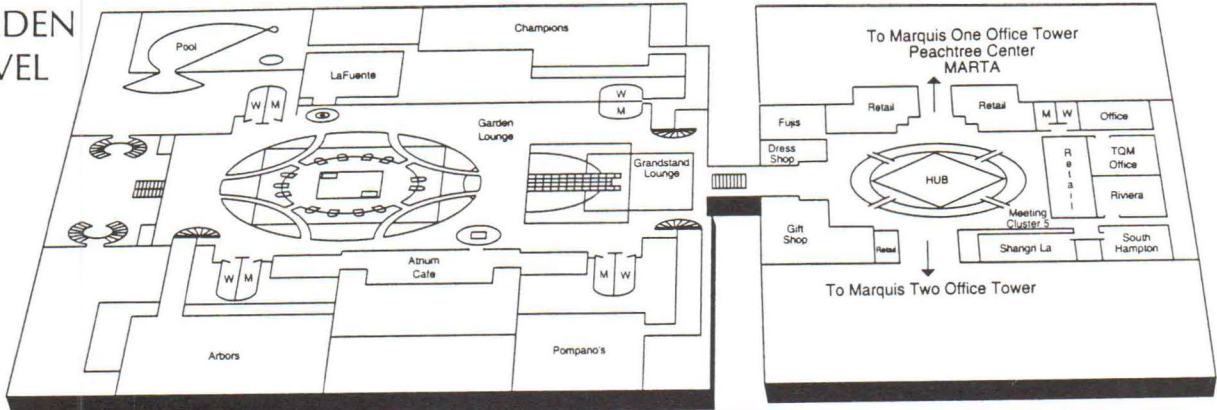 DEN
VEL
Pool
Champions
LaFuente
W M
W
M
Garden
Lounge
Grandstand
Lounge
Atrium
Cafe
W M
M W
Arbors
Pompano's
To Marquis One Office Tower
Peachtree Center
MARTA
Retail
Retail
M W
Office
Fujis
Dress
Shop
HUB
Retail
TQM
Office
Riviera
Meeting
Cluster 5
Gift
Shop
Retail
Shangri La
South
Hampton
To Marquis Two Office Tower